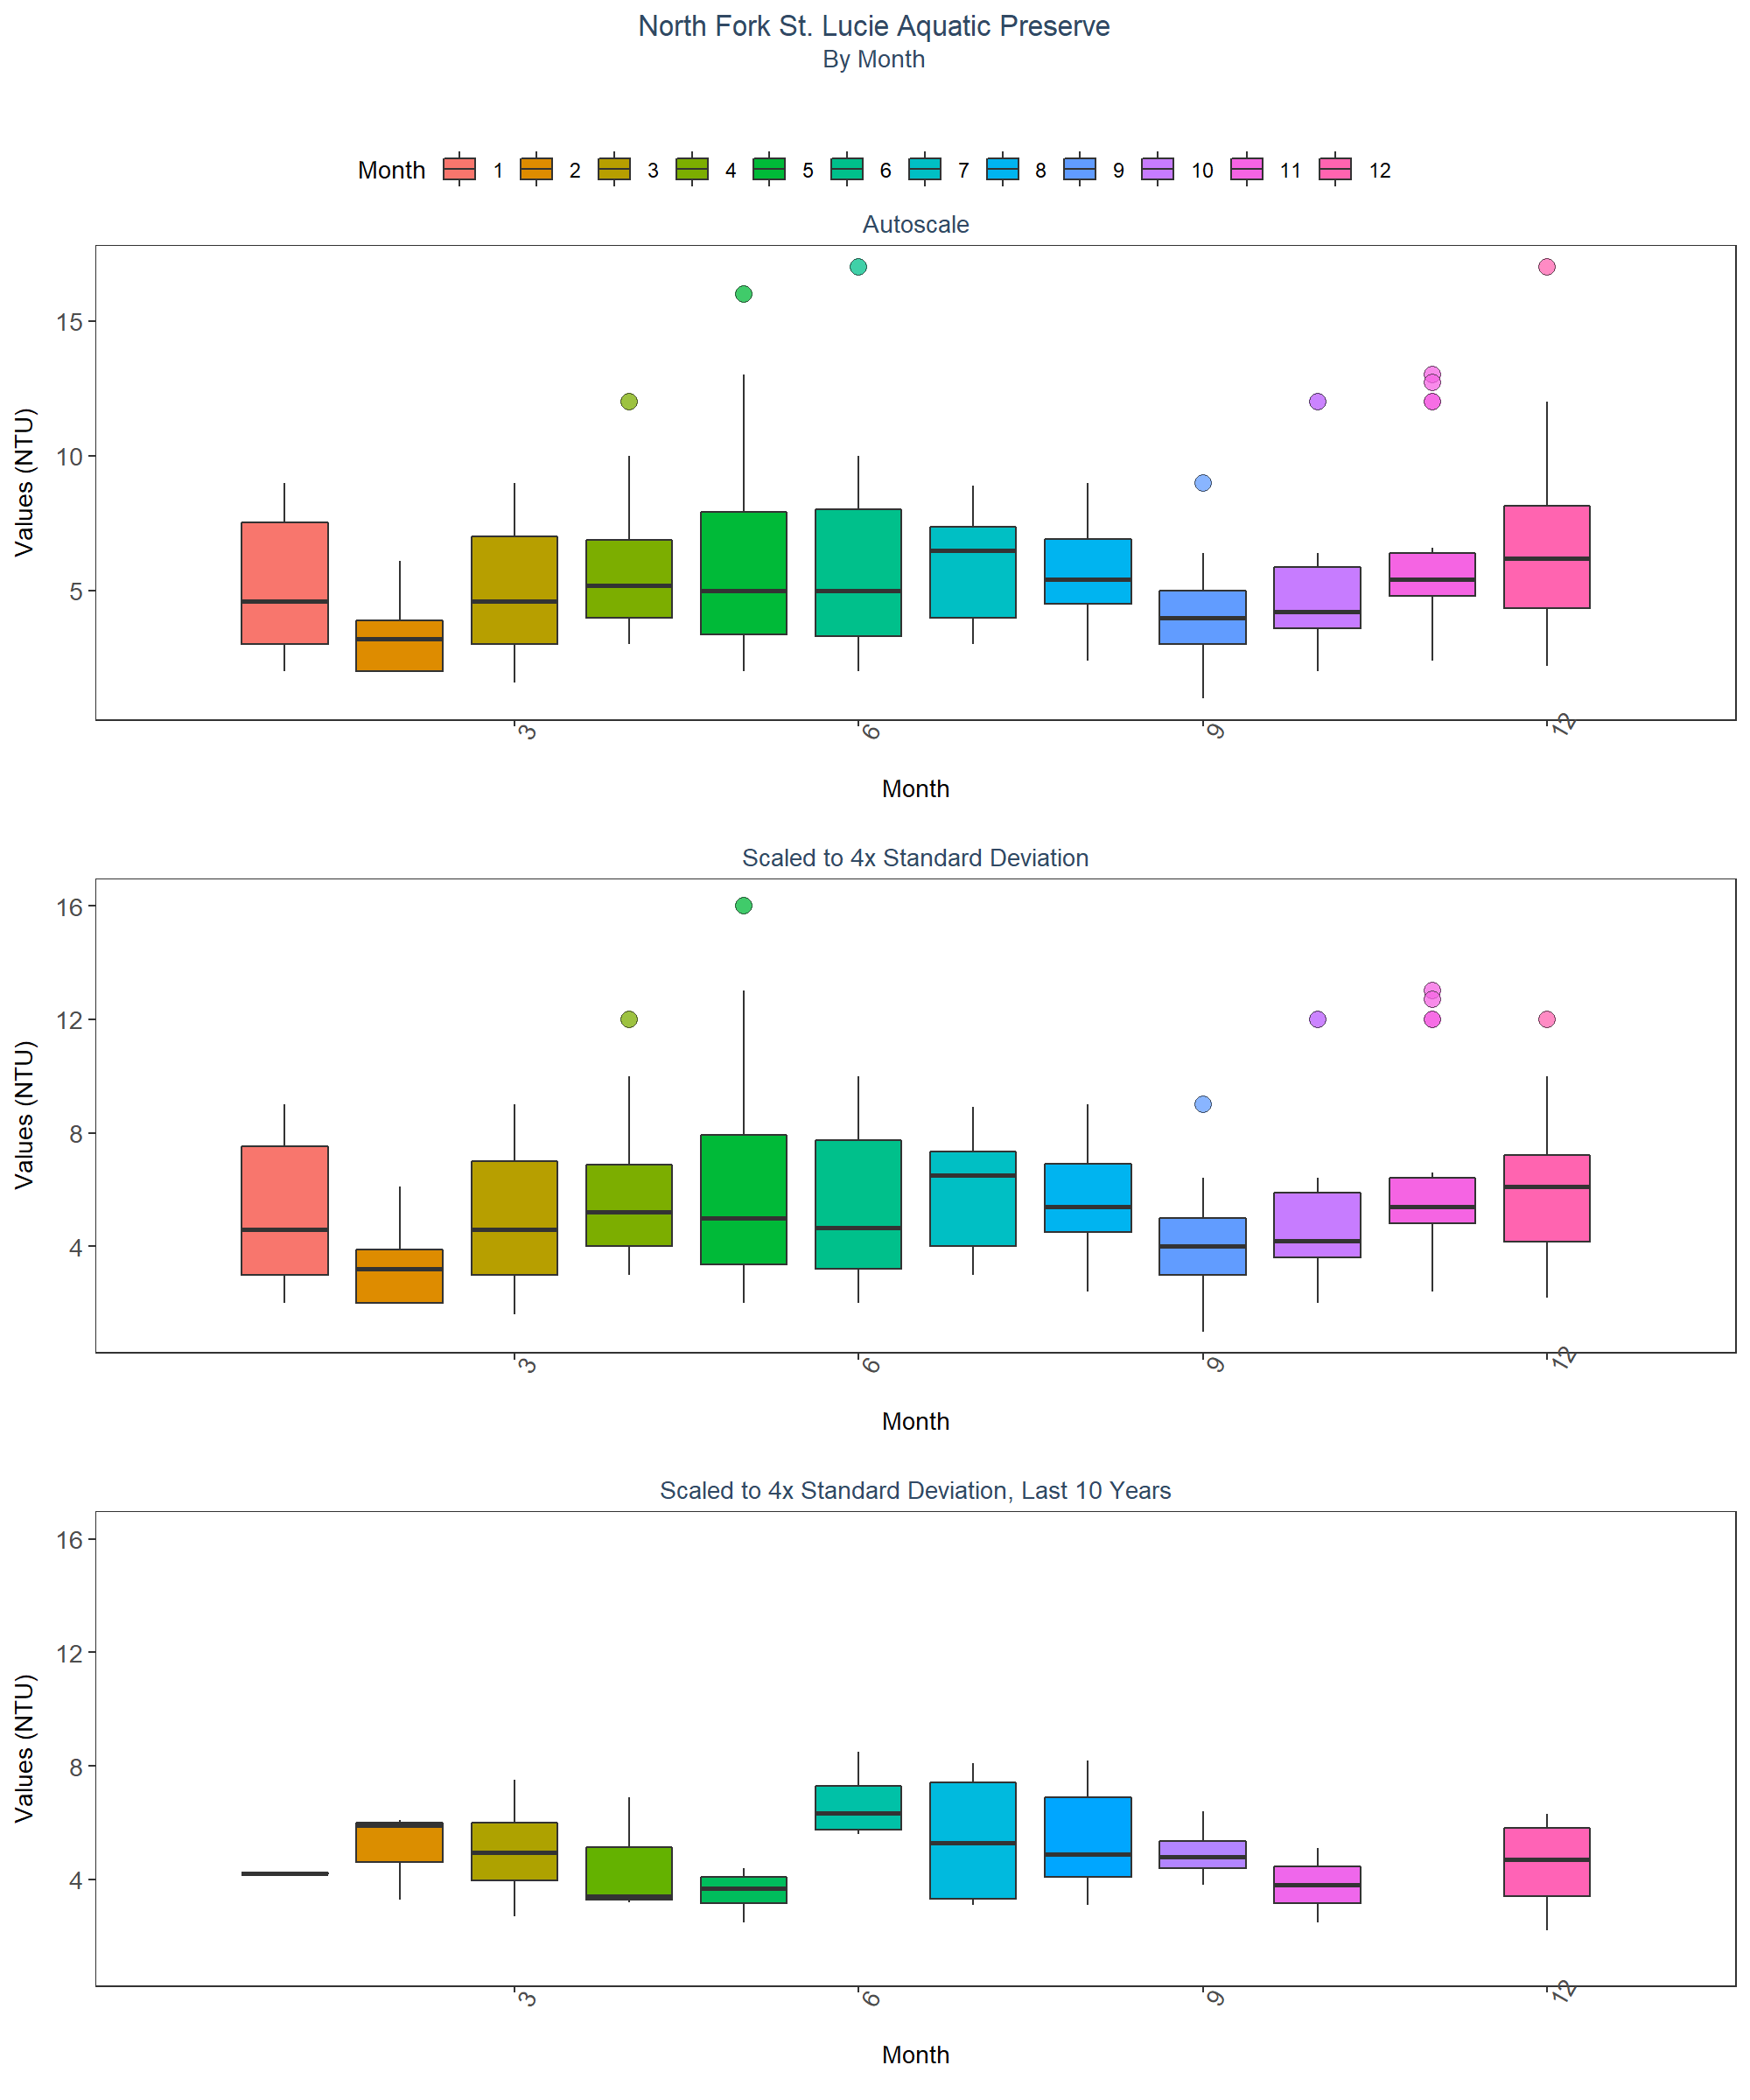 North Fork St. Lucie Aquatic Preserve
By Month
Month 1 2 3 4 5 6 7 8 9 10 11 12
Autoscale
Values (NTU)
15
10
5
3 6 9 12
Month
Scaled to 4x Standard Deviation
Values (NTU)
16
12
8
4
3 6 9 12
Month
Scaled to 4x Standard Deviation, Last 10 Years
Values (NTU)
16
12
8
4
3 6 9 12
Month